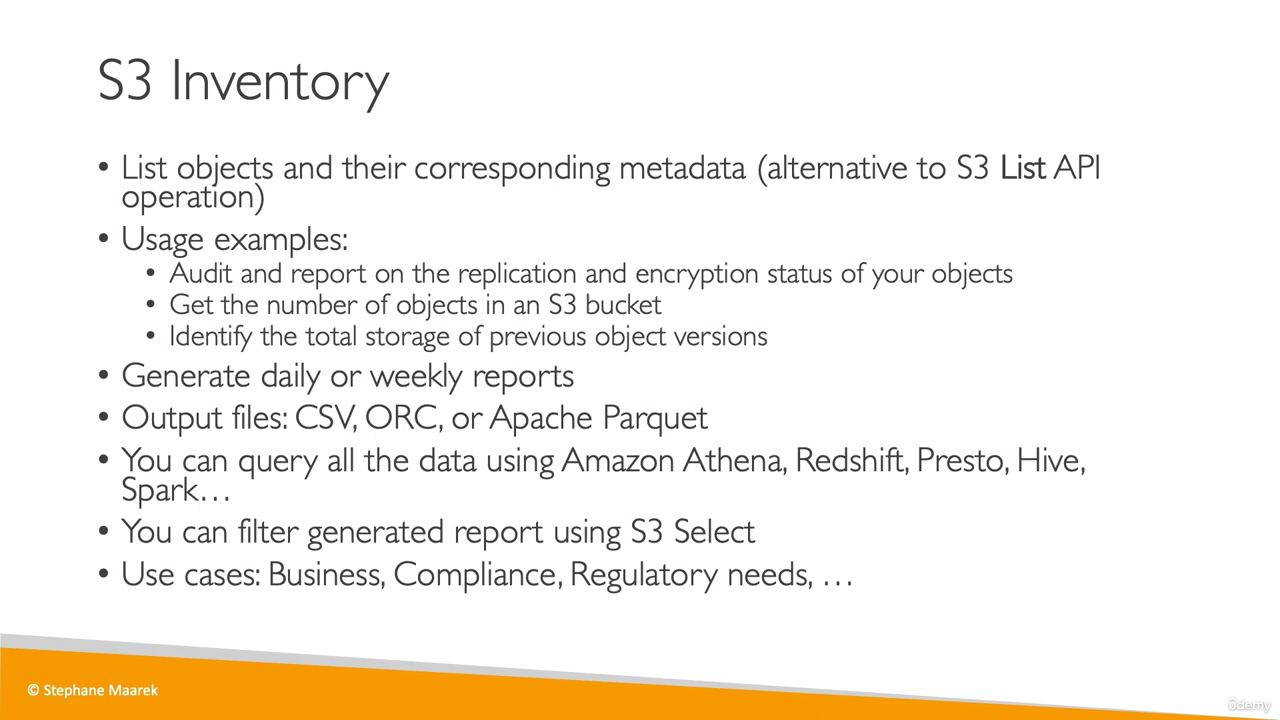 S3 Inventory
• List objects and their corresponding metadata (alternative to S3 List API
operation)
• Usage examples:
• Audit and report on the replication and encryption status of your objects
• Get the number of objects in an S3 bucket
• Identify the total storage of previous object versions
• Generate daily or weekly reports
• Output files: CSV, ORC, or Apache Parquet
• You can query all the data using Amazon Athena, Redshift, Presto, Hive,
Spark…
• You can filter generated report using S3 Select
• Use cases: Business, Compliance, Regulatory needs, …
© Stephane Maarek
ûdemy